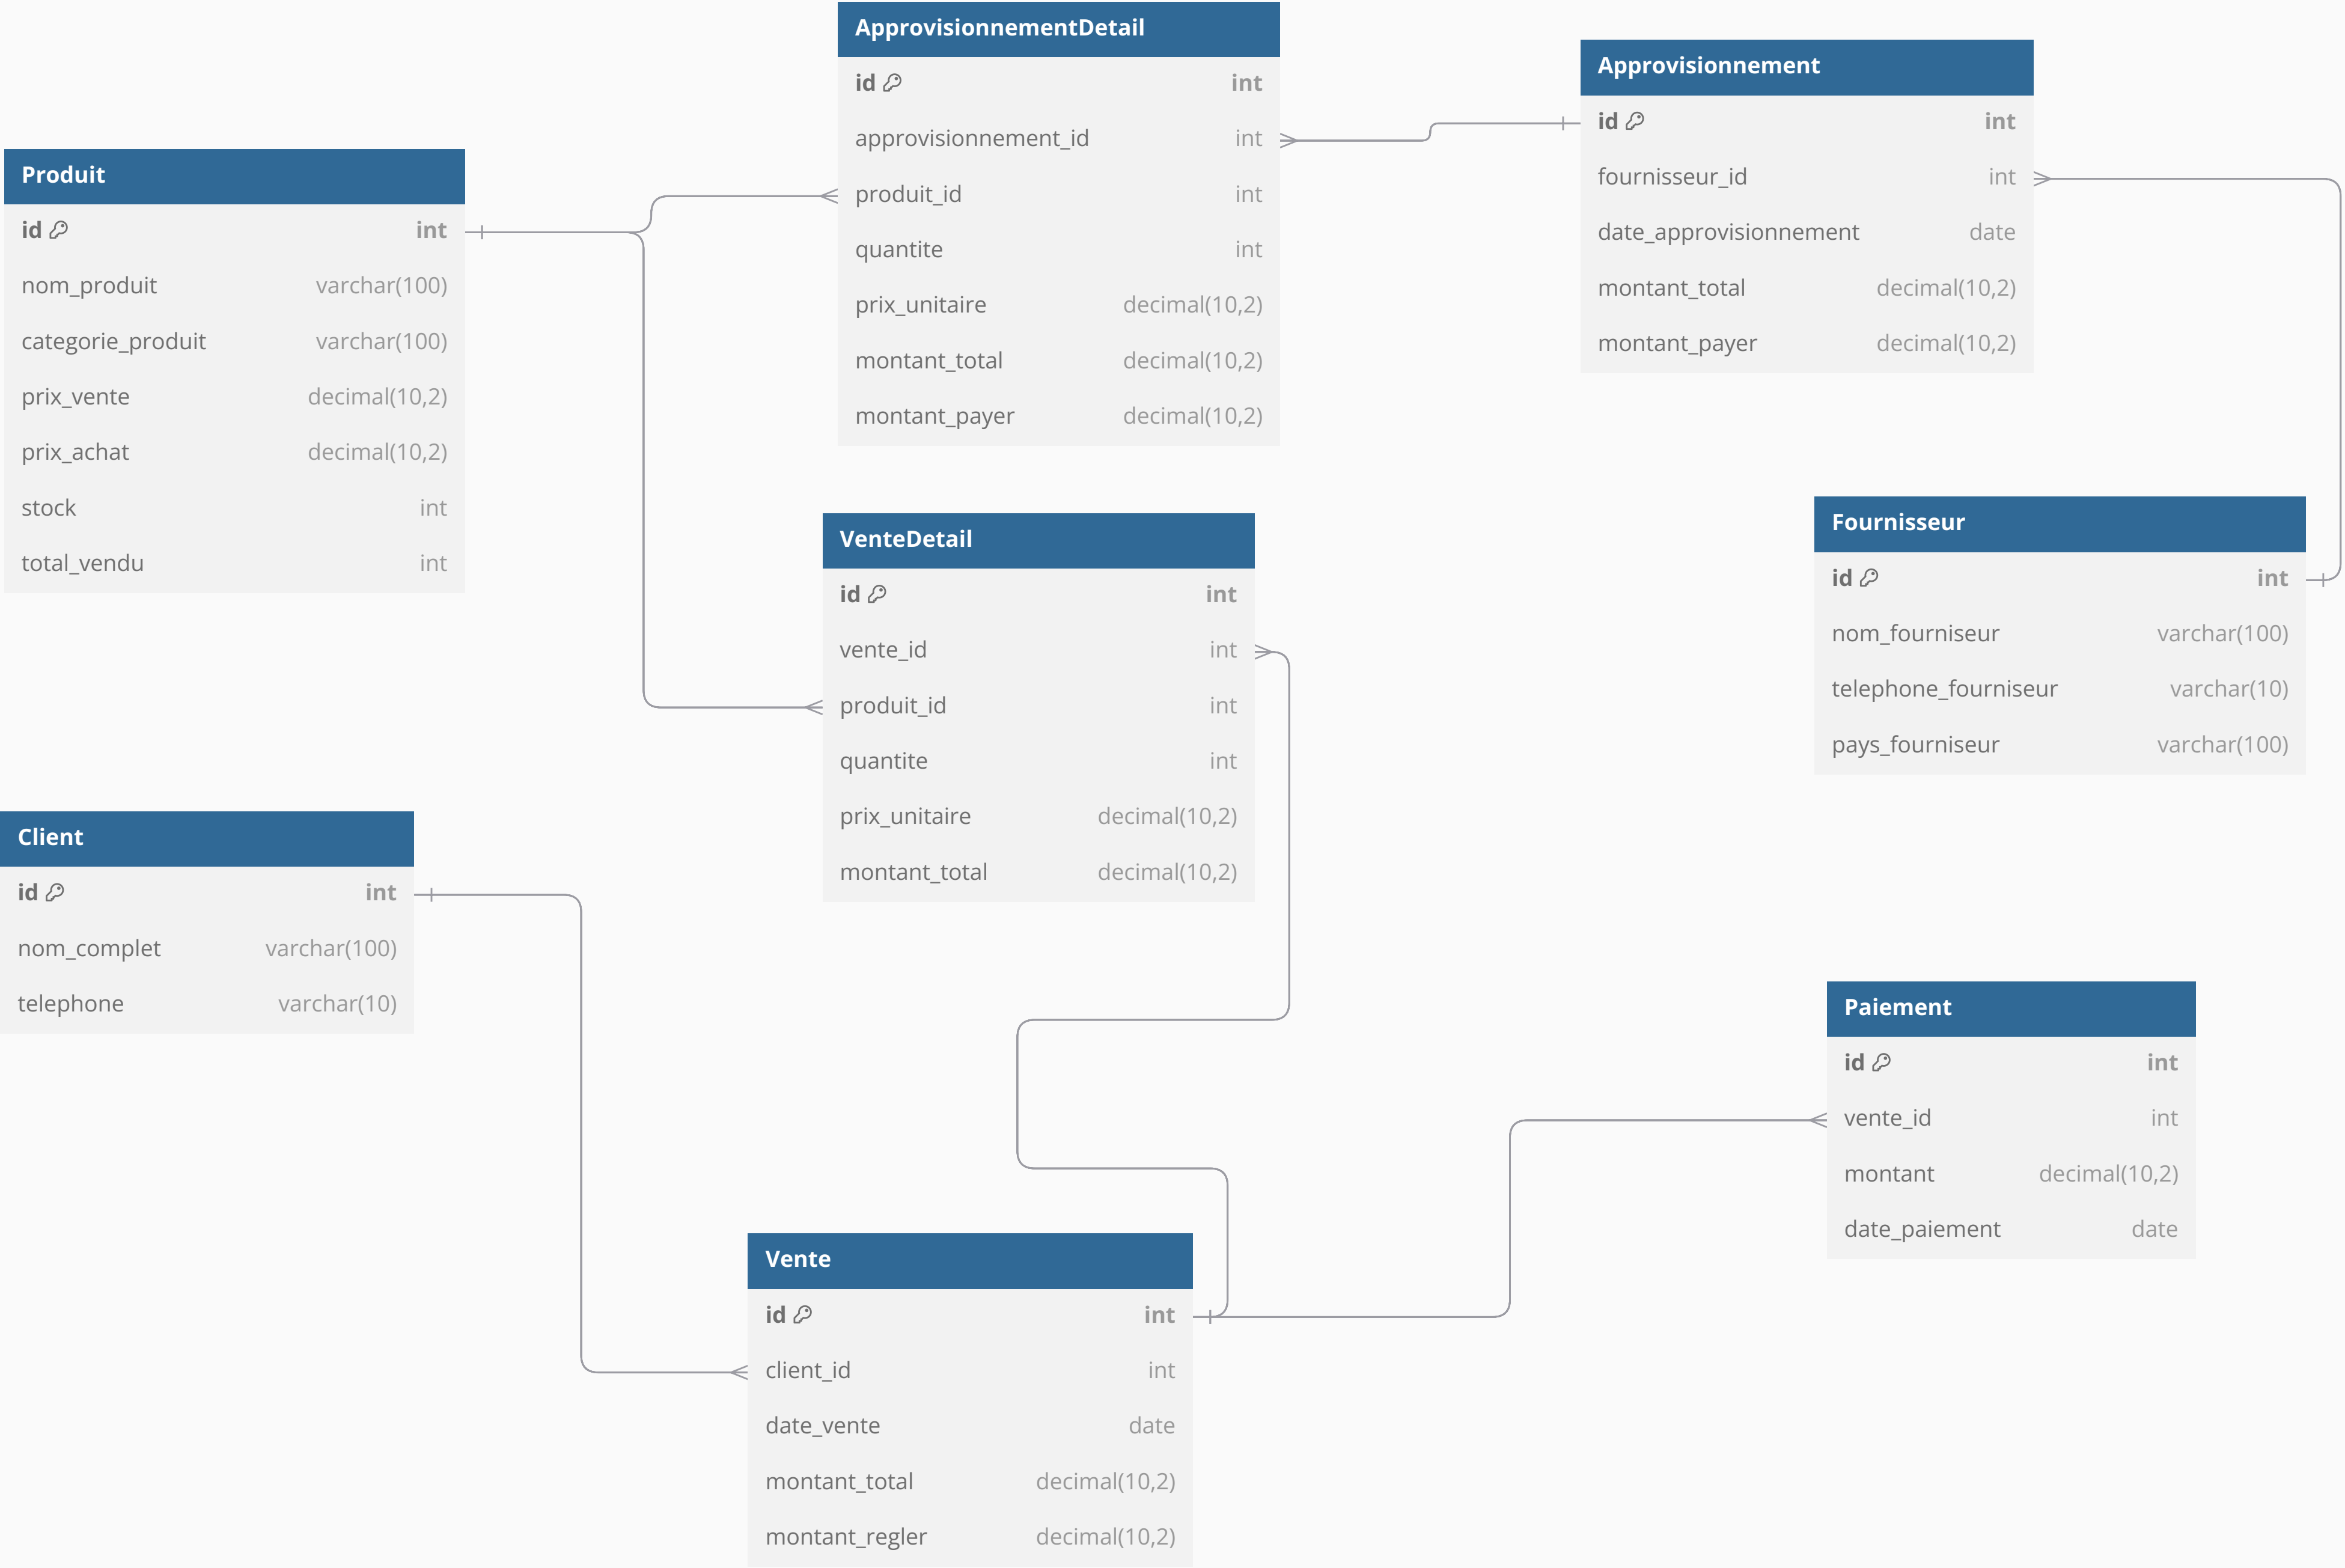 ApprovisionnementDetail
id int
approvisionnement_id int
produit_id int
quantite int
prix_unitaire decimal(10,2)
montant_total decimal(10,2)
montant_payer decimal(10,2)
Approvisionnement
id int
fournisseur_id int
date_approvisionnement date
montant_total decimal(10,2)
montant_payer decimal(10,2)
Produit
id int
nom_produit varchar(100)
categorie_produit varchar(100)
prix_vente decimal(10,2)
prix_achat decimal(10,2)
stock int
total_vendu int
VenteDetail
id int
vente_id int
produit_id int
quantite int
prix_unitaire decimal(10,2)
montant_total decimal(10,2)
Fournisseur
id int
nom_fourniseur varchar(100)
telephone_fourniseur varchar(10)
pays_fourniseur varchar(100)
Client
id int
nom_complet varchar(100)
telephone varchar(10)
Paiement
id int
vente_id int
montant decimal(10,2)
date_paiement date
Vente
id int
client_id int
date_vente date
montant_total decimal(10,2)
montant_regler decimal(10,2)